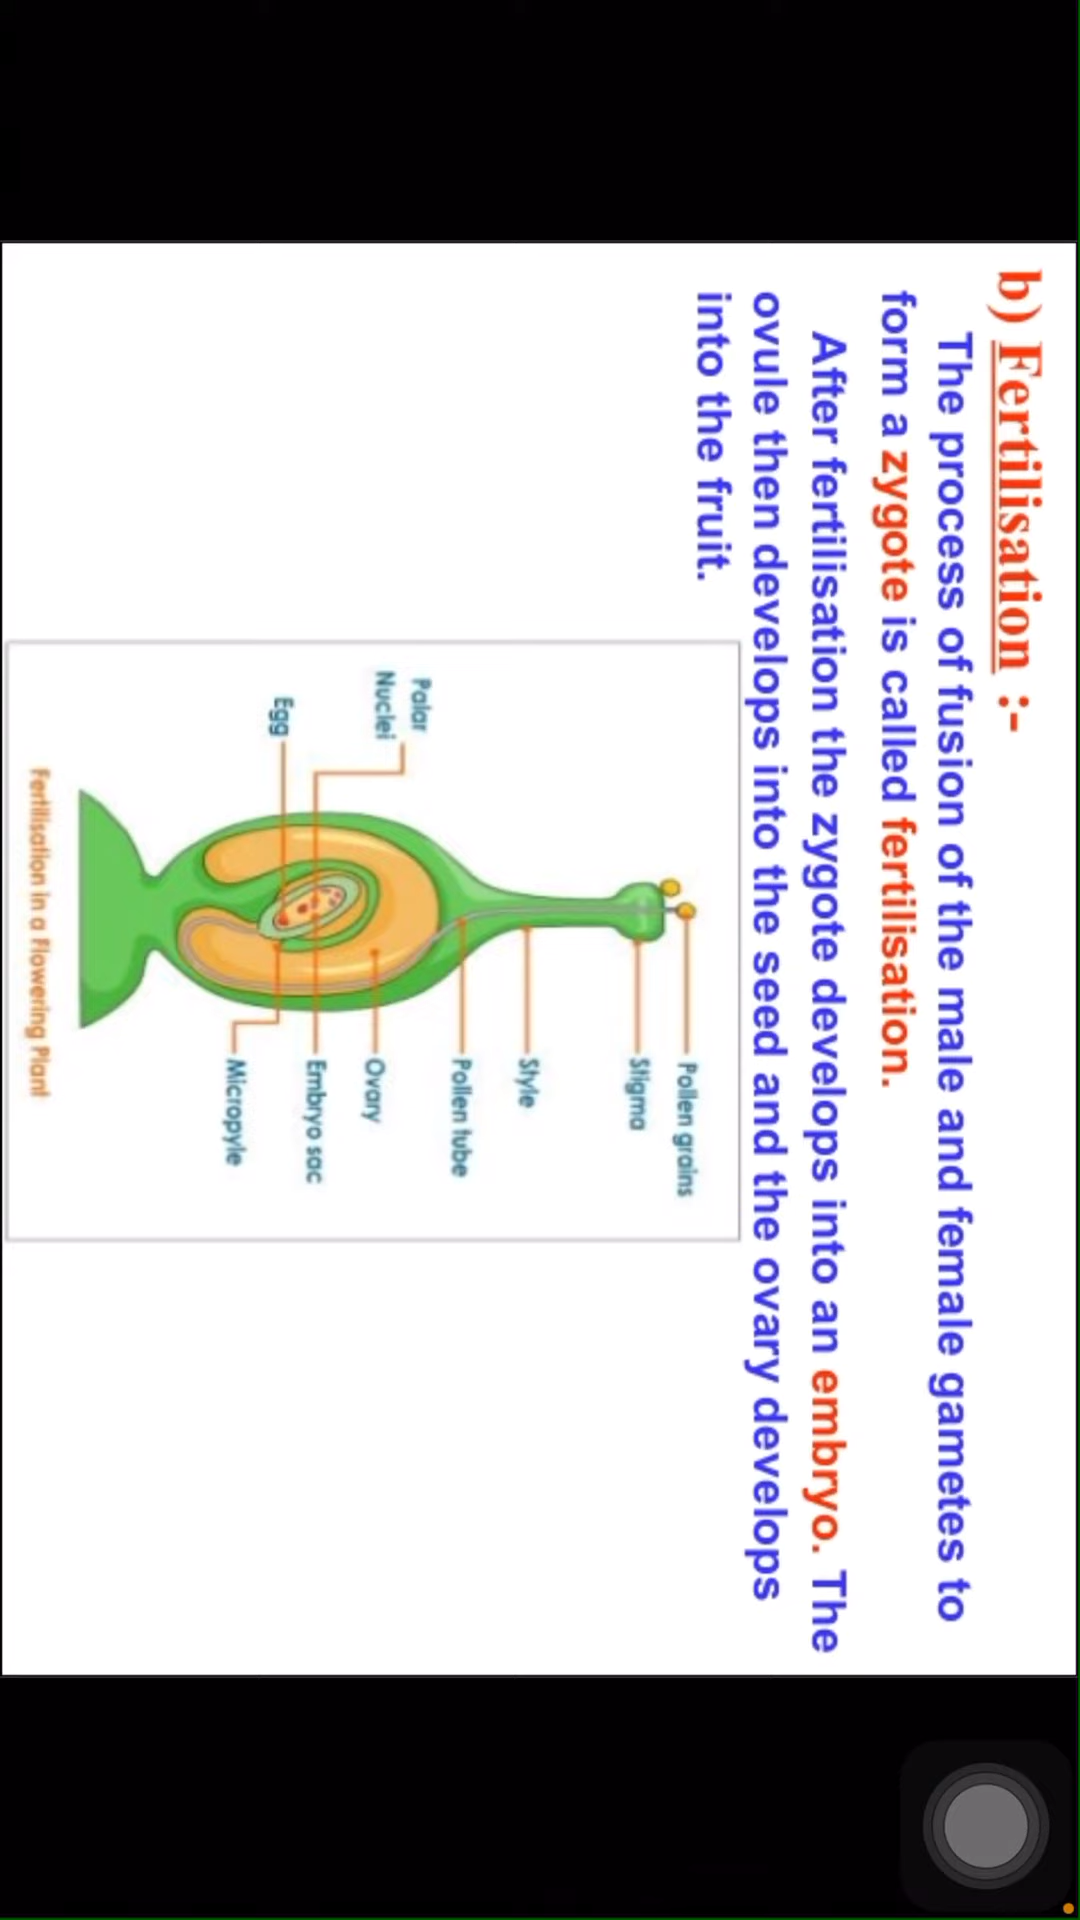 b) Fertilisation :-
The process of fusion of the male and female gametes to
form a zygote is called fertilisation.
After fertilisation the zygote develops into an embryo. The
ovule then develops into the seed and the ovary develops
into the fruit.
Pollen grains
Stigma
Style
Pollen tube
Polar
Nuclei
Ovary
Embryo sac
Egg
Micropyle
Fertilisation in a Flowering Plant